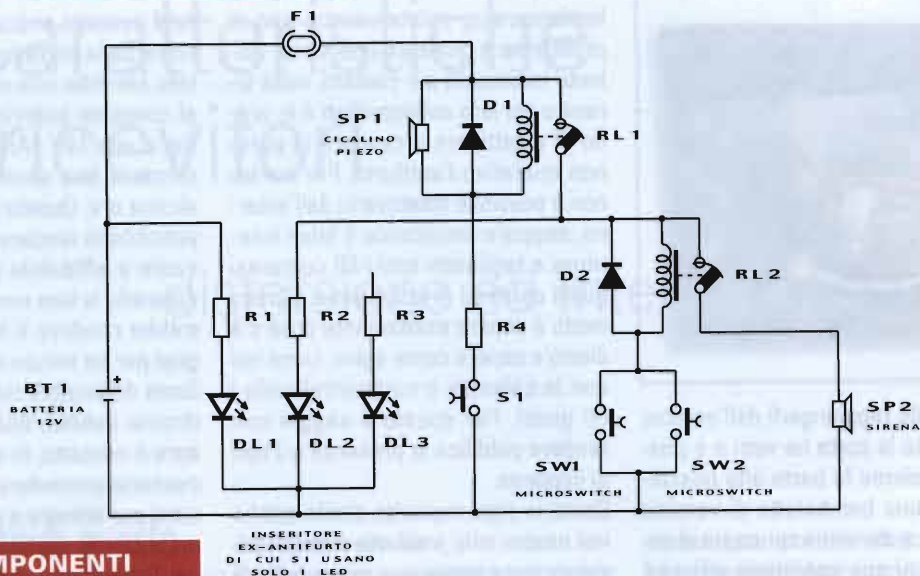 F1
SP1
CICALINO
PIEZO
D1
RL1
D2
RL2
R1
R2
R3
R4
S1
BT1
BATTERIA
12V
+
DL1
DL2
DL3
SW1
MICROSWITCH
SW2
MICROSWITCH
SP2
SIRENA
INSERITORE
EX-ANTIFURTO
DI CUI SI USANO
SOLO I LED
MPONENTI